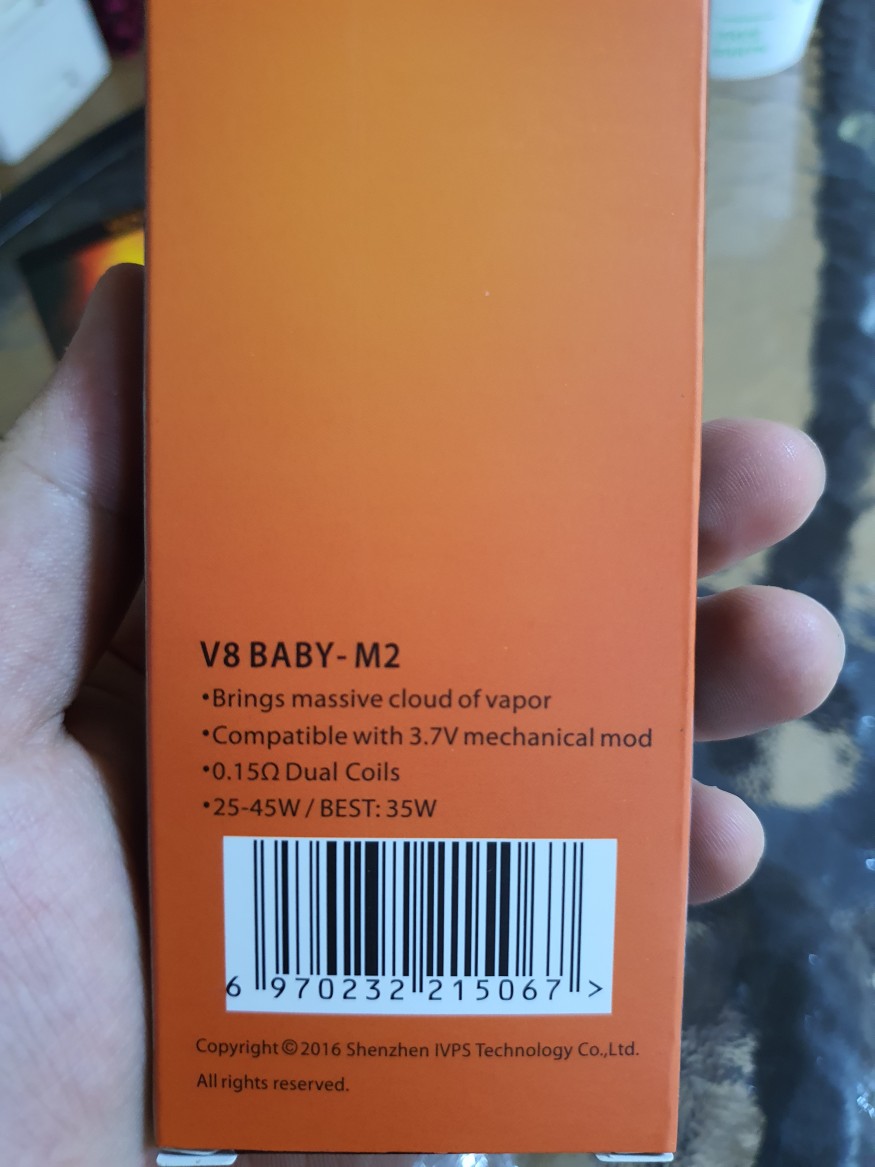 V8 BABY-M2
•Brings massive cloud of vapor
•Compatible with 3.7V mechanical mod
•0.15Ω Dual Coils
•25-45W / BEST: 35W
6 970232 215067 >
Copyright©2016 Shenzhen IVPS Technology Co.,Ltd.
All rights reserved.